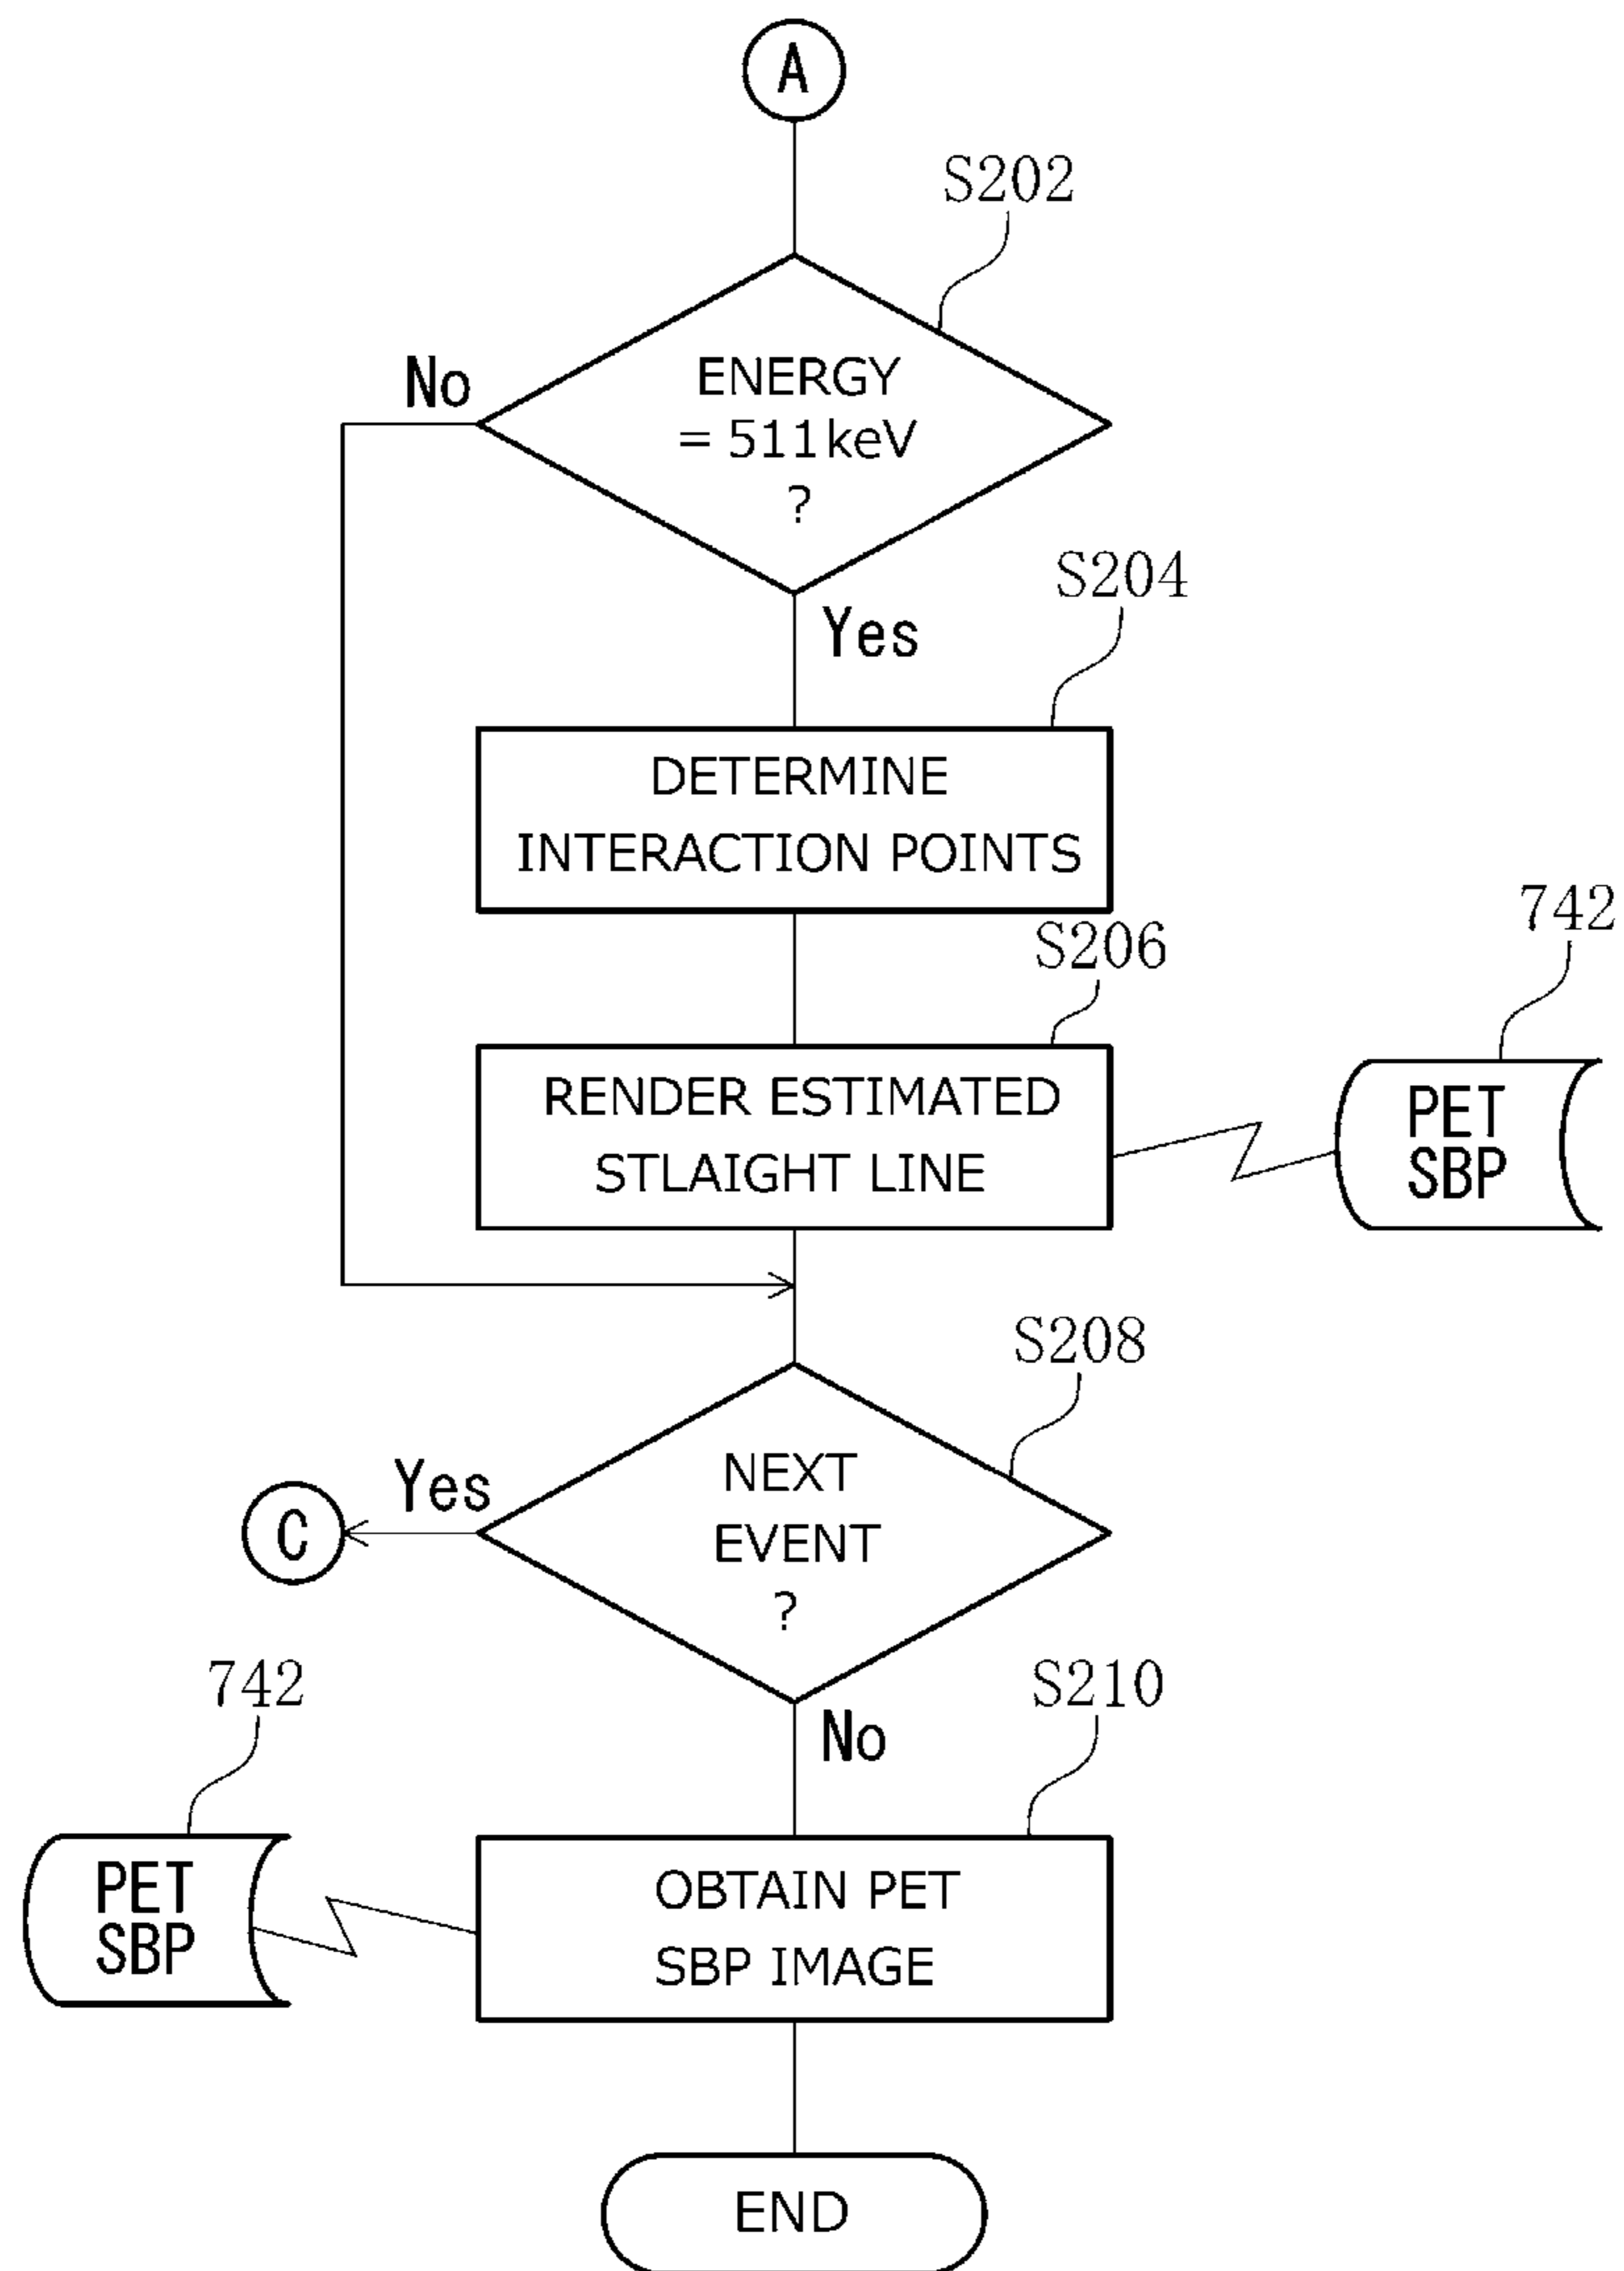 A
S202
No
ENERGY
= 511keV
?
Yes
S204
DETERMINE
INTERACTION POINTS
S206
742
RENDER ESTIMATED
STLAIGHT LINE
PET
SBP
S208
Yes
NEXT
EVENT
?
C
No
742
S210
PET
SBP
OBTAIN PET
SBP IMAGE
END